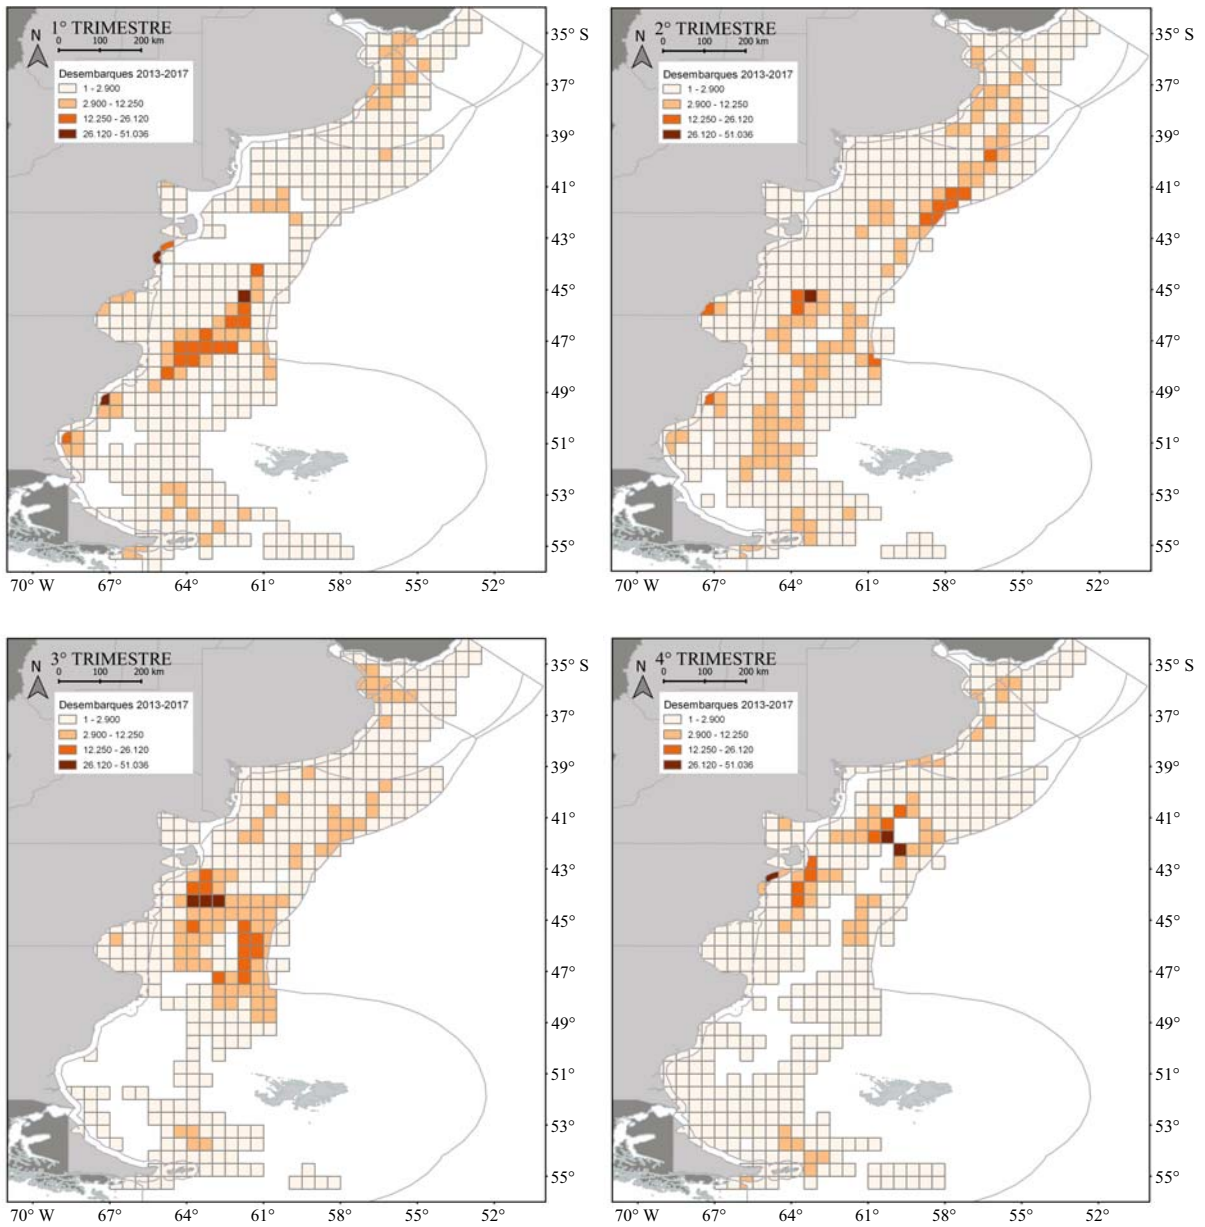 1° TRIMESTRE
N
0 100 200 km
Desembarques 2013-2017
1 - 2.900
2.900 - 12.250
12.250 - 26.120
26.120 - 51.036
35° S
37°
39°
41°
43°
45°
47°
49°
51°
53°
55°
70° W 67° 64° 61° 58° 55° 52°
2° TRIMESTRE
N
0 100 200 km
Desembarques 2013-2017
1 - 2.900
2.900 - 12.250
12.250 - 26.120
26.120 - 51.036
35° S
37°
39°
41°
43°
45°
47°
49°
51°
53°
55°
70° W 67° 64° 61° 58° 55° 52°
3° TRIMESTRE
N
0 100 200 km
Desembarques 2013-2017
1 - 2.900
2.900 - 12.250
12.250 - 26.120
26.120 - 51.036
35° S
37°
39°
41°
43°
45°
47°
49°
51°
53°
55°
70° W 67° 64° 61° 58° 55° 52°
4° TRIMESTRE
N
0 100 200 km
Desembarques 2013-2017
1 - 2.900
2.900 - 12.250
12.250 - 26.120
26.120 - 51.036
35° S
37°
39°
41°
43°
45°
47°
49°
51°
53°
55°
70° W 67° 64° 61° 58° 55° 52°